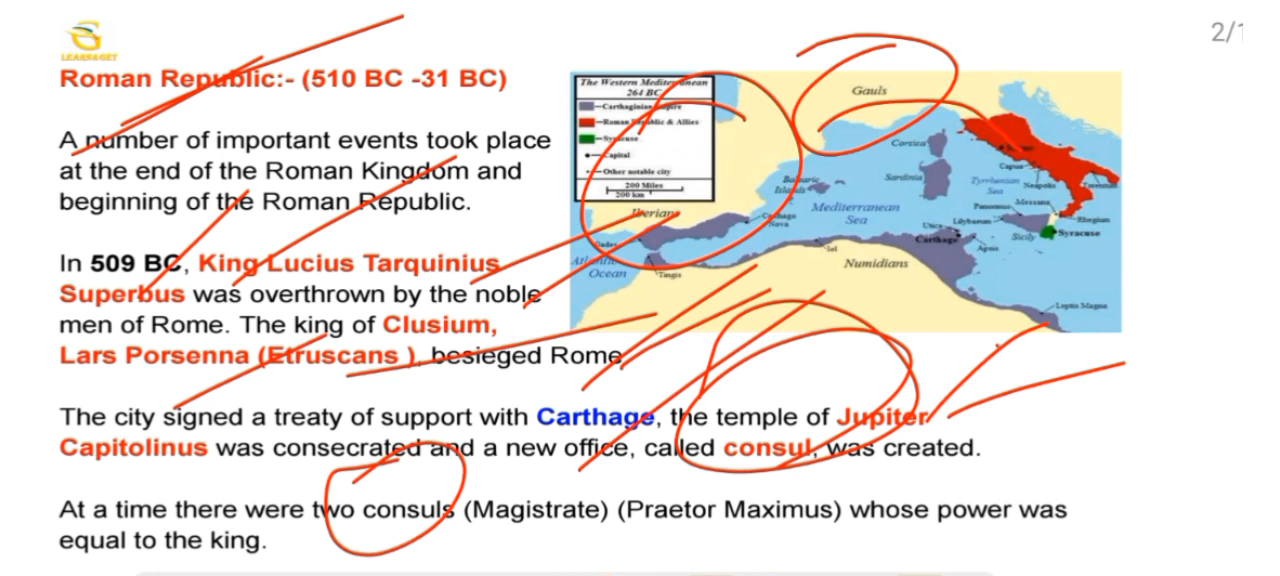 LEARN&GET
2/1
Roman Republic:- (510 BC -31 BC)
A number of important events took place
at the end of the Roman Kingdom and
beginning of the Roman Republic.
In 509 BC, King Lucius Tarquinius
Superbus was overthrown by the noble
men of Rome. The king of Clusium,
Lars Porsenna (Etruscans ), besieged Rome
The city signed a treaty of support with Carthage, the temple of Jupiter
Capitolinus was consecrated and a new office, called consul, was created.
At a time there were two consuls (Magistrate) (Praetor Maximus) whose power was
equal to the king.
The Western Mediterranean
264 BC
Carthaginian Empire
Roman Republic & Allies
Syracuse
Capital
Other notable city
200 Miles
200 km
Gauls
Corsica
Sardinia
Balearic
Islands
Mediterranean
Sea
Tyrrhenian
Sea
Capua
Neapolis
Tarentum
Messana
Rhegium
Panormus
Lilybaeum
Sicily
Syracuse
Utica
Carthage
Aspis
Iberians
Carthago
Nova
Gades
Atlantic
Ocean
Tingis
Iol
Numidians
Leptis Magna